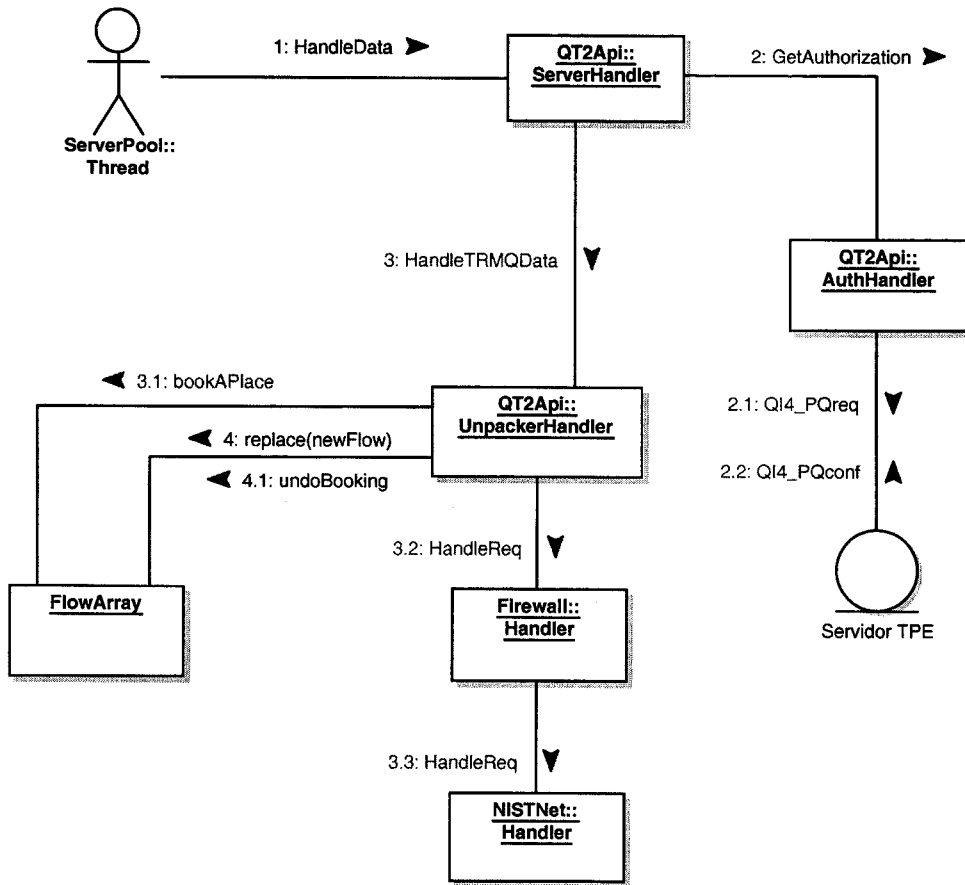 1: HandleData
QT2Api::
ServerHandler
2: GetAuthorization
ServerPool::
Thread
3: HandleTRMQData
QT2Api::
AuthHandler
3.1: bookAPlace
QT2Api::
UnpackerHandler
2.1: QI4_PQreq
4: replace(newFlow)
4.1: undoBooking
2.2: QI4_PQconf
3.2: HandleReq
FlowArray
Firewall::
Handler
Servidor TPE
3.3: HandleReq
NISTNet::
Handler